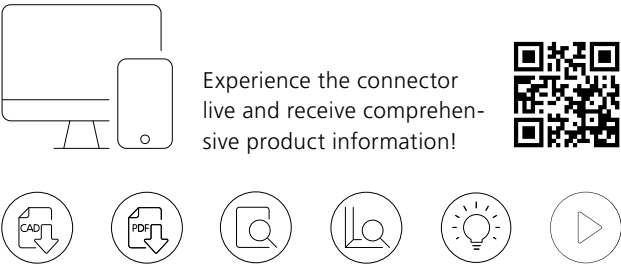 Experience the connector
live and receive comprehen-
sive product information!
CAD
PDF